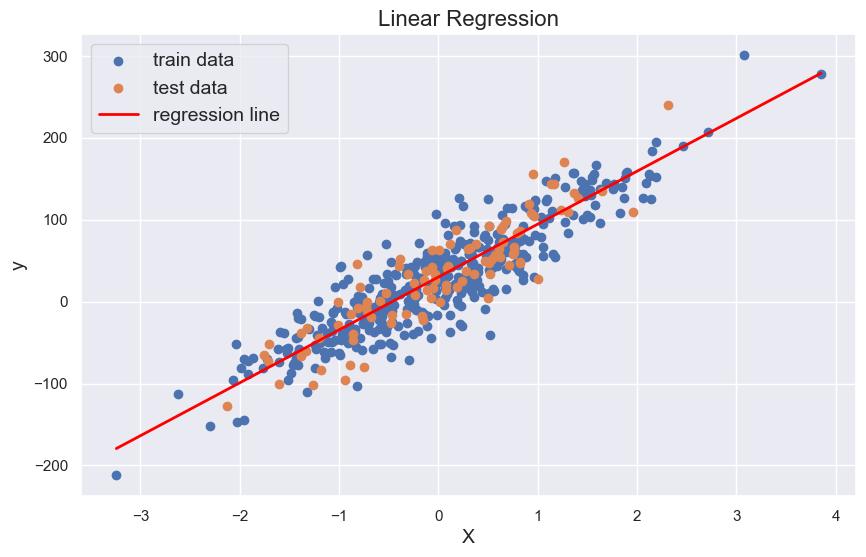 Linear Regression
train data
test data
regression line
300
200
100
0
−100
−200
y
−3
−2
−1
0
1
2
3
4
X